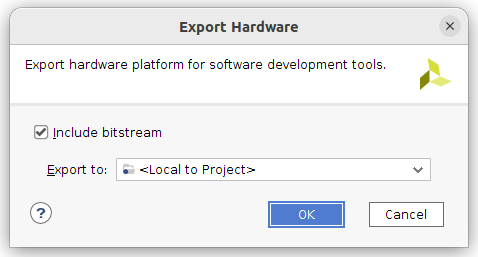 Export Hardware
Export hardware platform for software development tools.
Include bitstream
Export to: <Local to Project>
?
OK Cancel